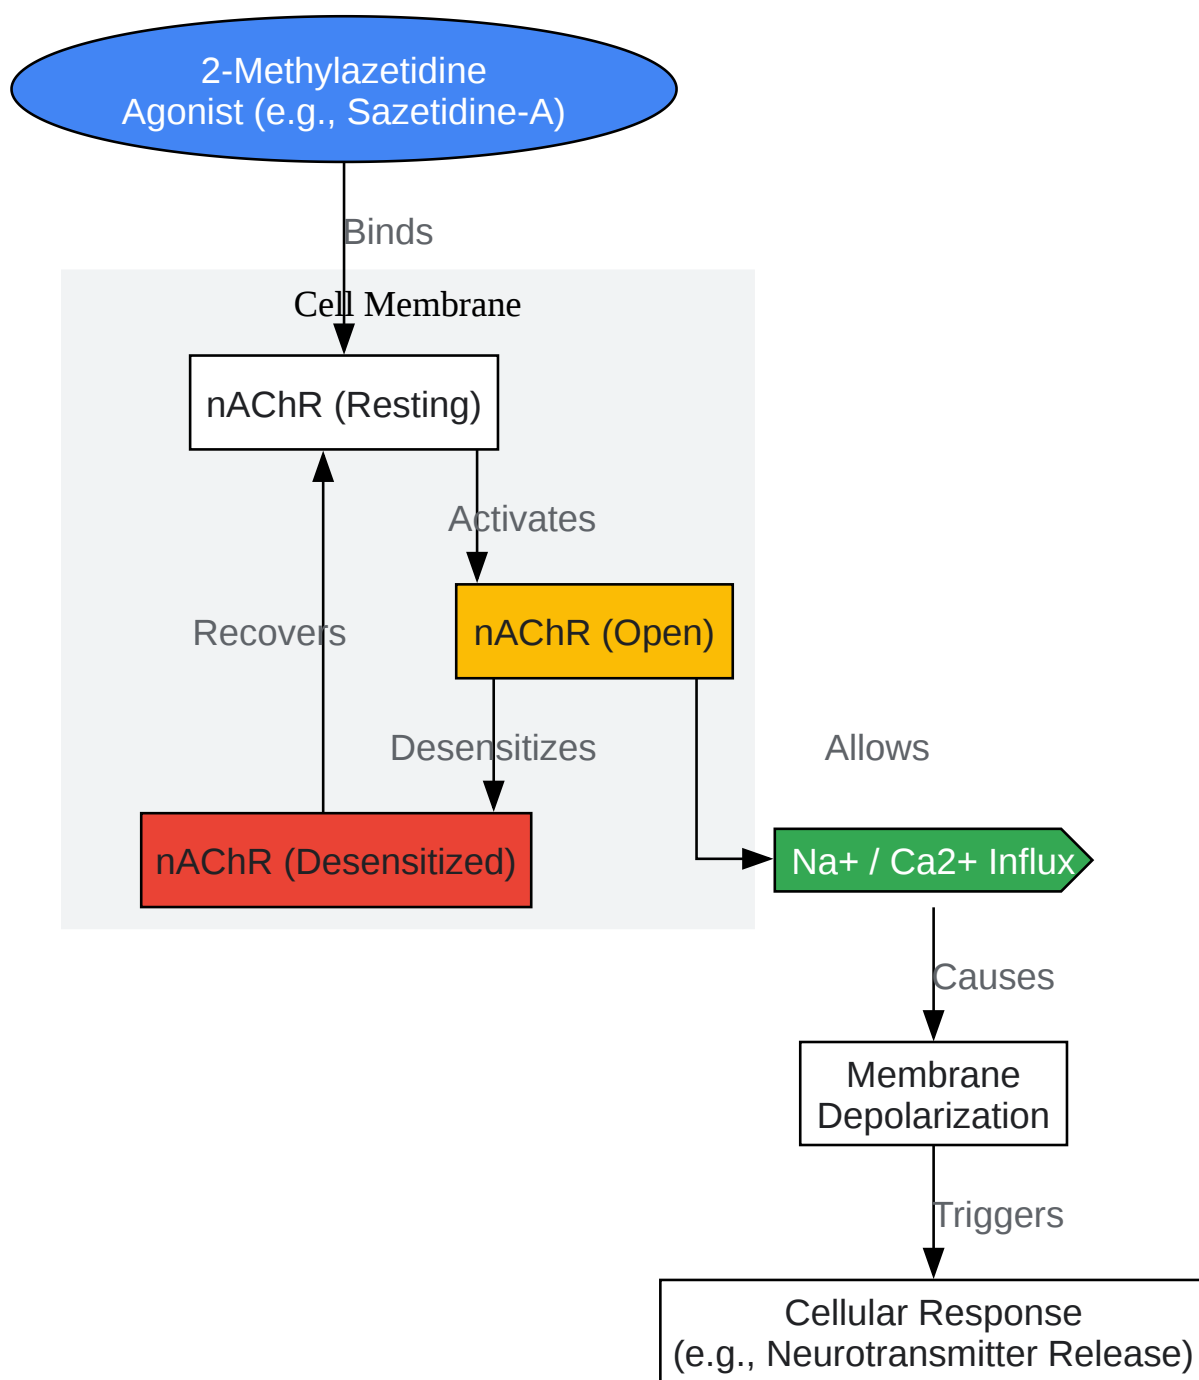 2-Methylazetidine
Agonist (e.g., Sazetidine-A)
Binds
Cell Membrane
nAChR (Resting)
Activates
Recovers
nAChR (Open)
Desensitizes
Allows
nAChR (Desensitized)
Na+ / Ca2+ Influx
Causes
Membrane
Depolarization
Triggers
Cellular Response
(e.g., Neurotransmitter Release)